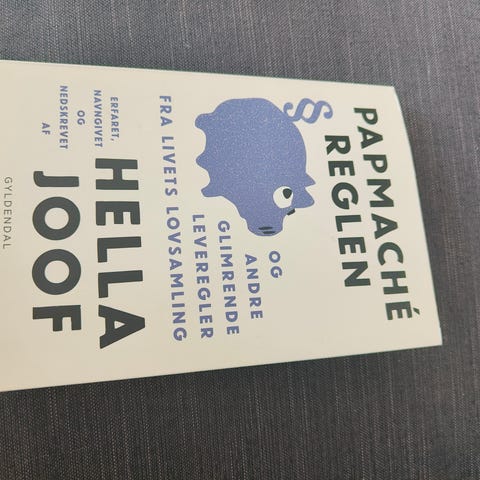 PAPMACHÉ
REGLEN
§
OG
ANDRE
GLIMRENDE
LEVEREGLER
FRA LIVETS LOVSAMLING
ERFARET,
NAVNGIVET
OG
NEDSKREVET
AF
HELLA
JOOF
GYLDENDAL